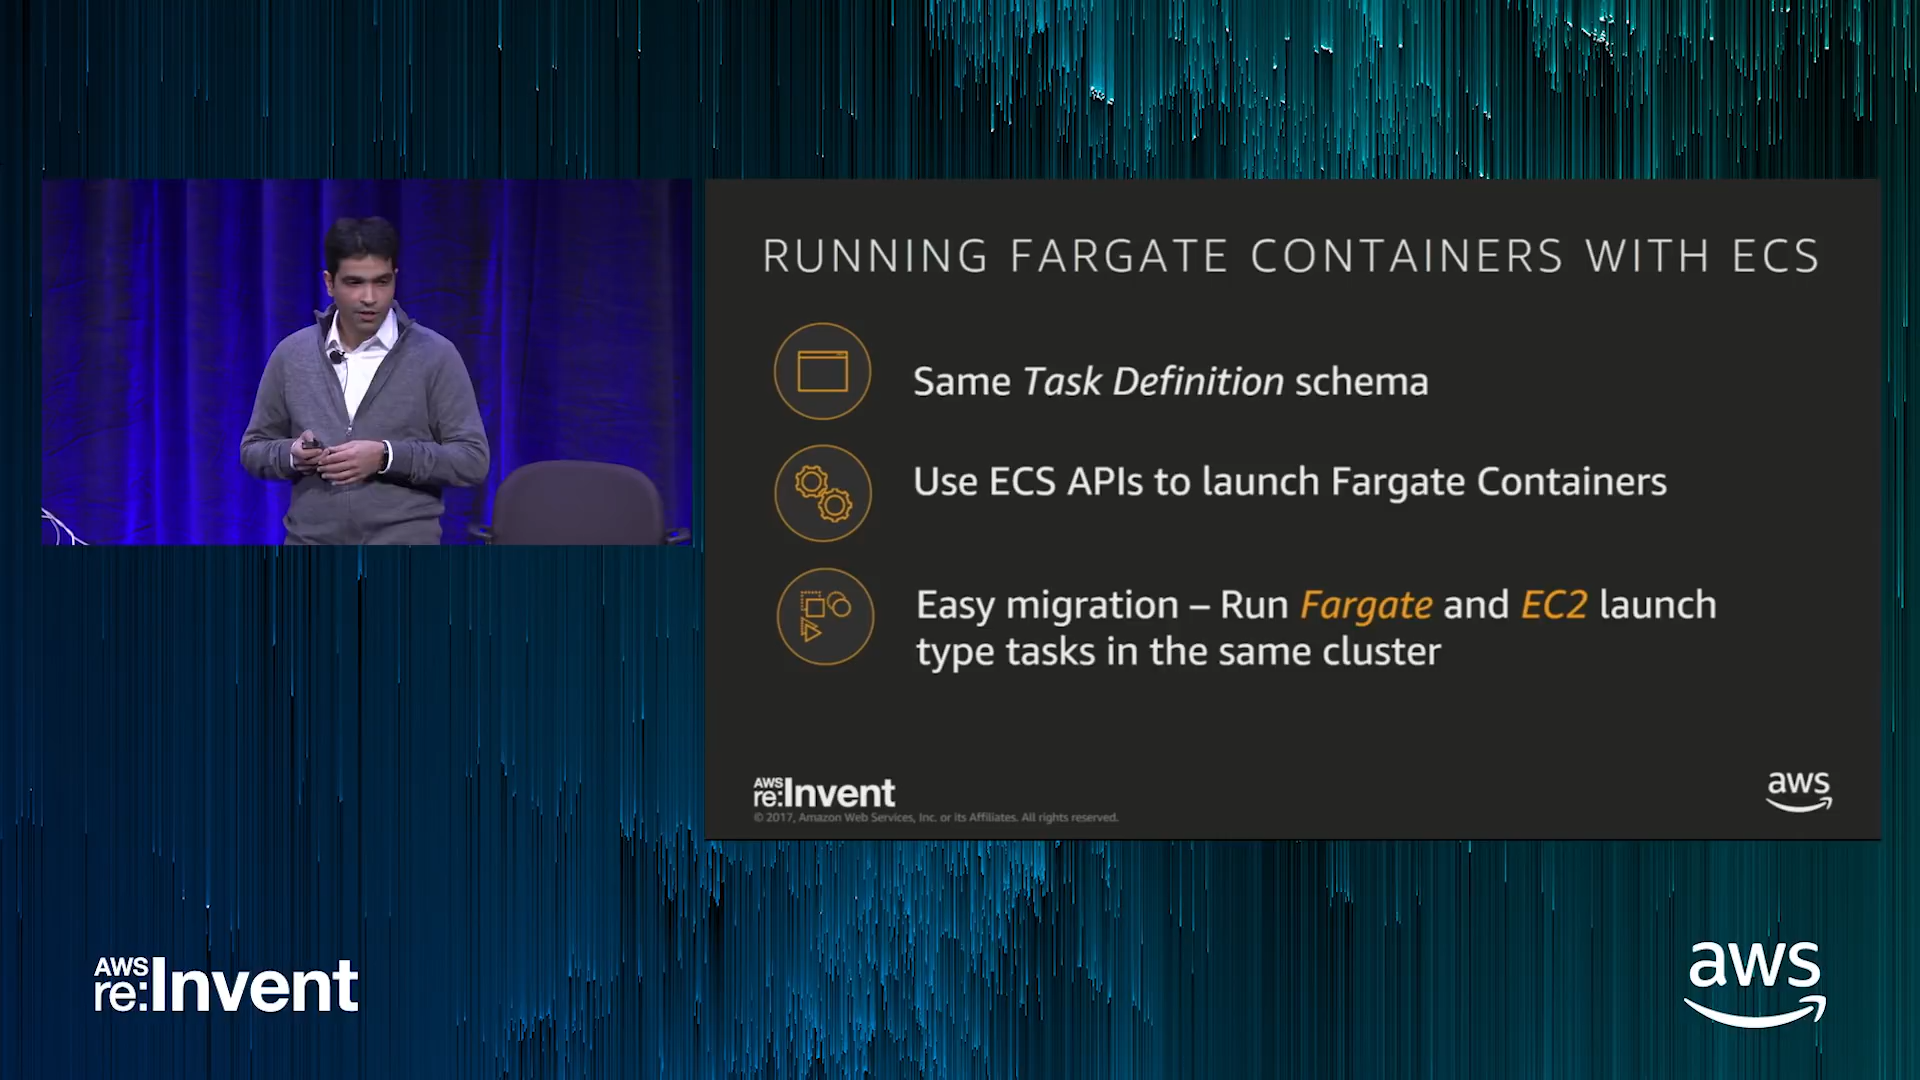 RUNNING FARGATE CONTAINERS WITH ECS
Same Task Definition schema
Use ECS APIs to launch Fargate Containers
Easy migration – Run Fargate and EC2 launch
type tasks in the same cluster
AWS
re:Invent
© 2017, Amazon Web Services, Inc. or its Affiliates. All rights reserved.
aws
AWS
re:Invent
aws